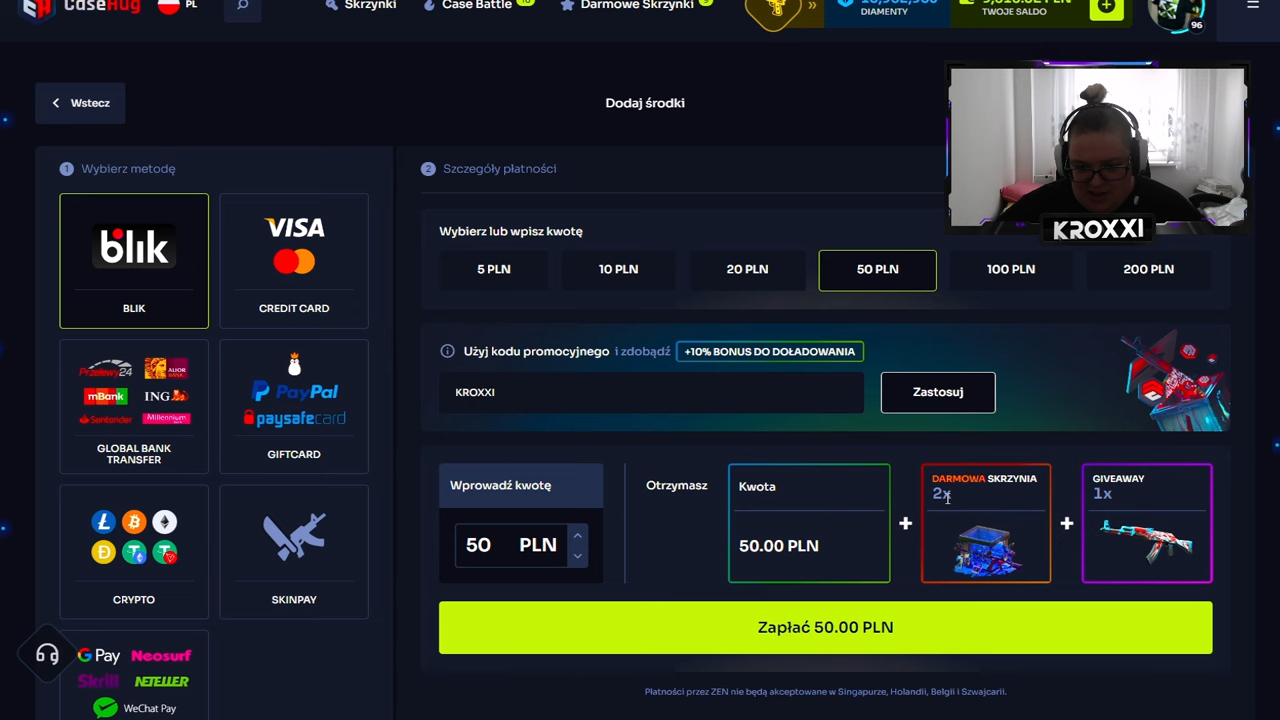 CASEHUG
PL
Skrzynki
Case Battle
Darmowe Skrzynki
DIAMENTY
TWOJE SALDO
96
Wstecz
Dodaj środki
1 Wybierz metodę
2 Szczegóły płatności
KROXXI
blik
BLIK
VISA
CREDIT CARD
Wybierz lub wpisz kwotę
5 PLN
10 PLN
20 PLN
50 PLN
100 PLN
200 PLN
Przelewy24
ALIOR BANK
mBank
ING
Santander
Millennium
GLOBAL BANK
TRANSFER
PayPal
paysafecard
GIFTCARD
Użyj kodu promocyjnego i zdobądź +10% BONUS DO DOŁADOWANIA
KROXXI
Zastosuj
Wprowadź kwotę
50 PLN
Otrzymasz
Kwota
50.00 PLN
+
DARMOWA SKRZYNIA
2x
+
GIVEAWAY
1x
CRYPTO
SKINPAY
Zapłać 50.00 PLN
G Pay
Neosurf
Skrill
NETELLER
WeChat Pay
Płatności przez ZEN nie będą akceptowane w Singapurze, Holandii, Belgii i Szwajcarii.